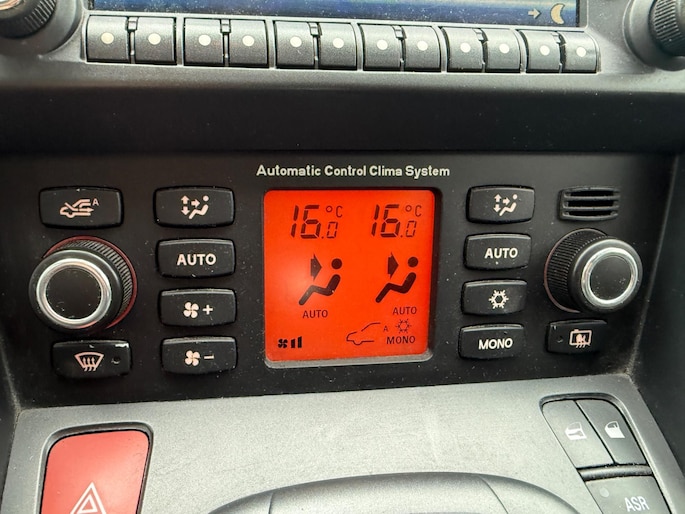 Automatic Control Clima System
A
AUTO
+
-
16.0°C 16.0°C
AUTO AUTO
A
MONO
AUTO
MONO
ASR